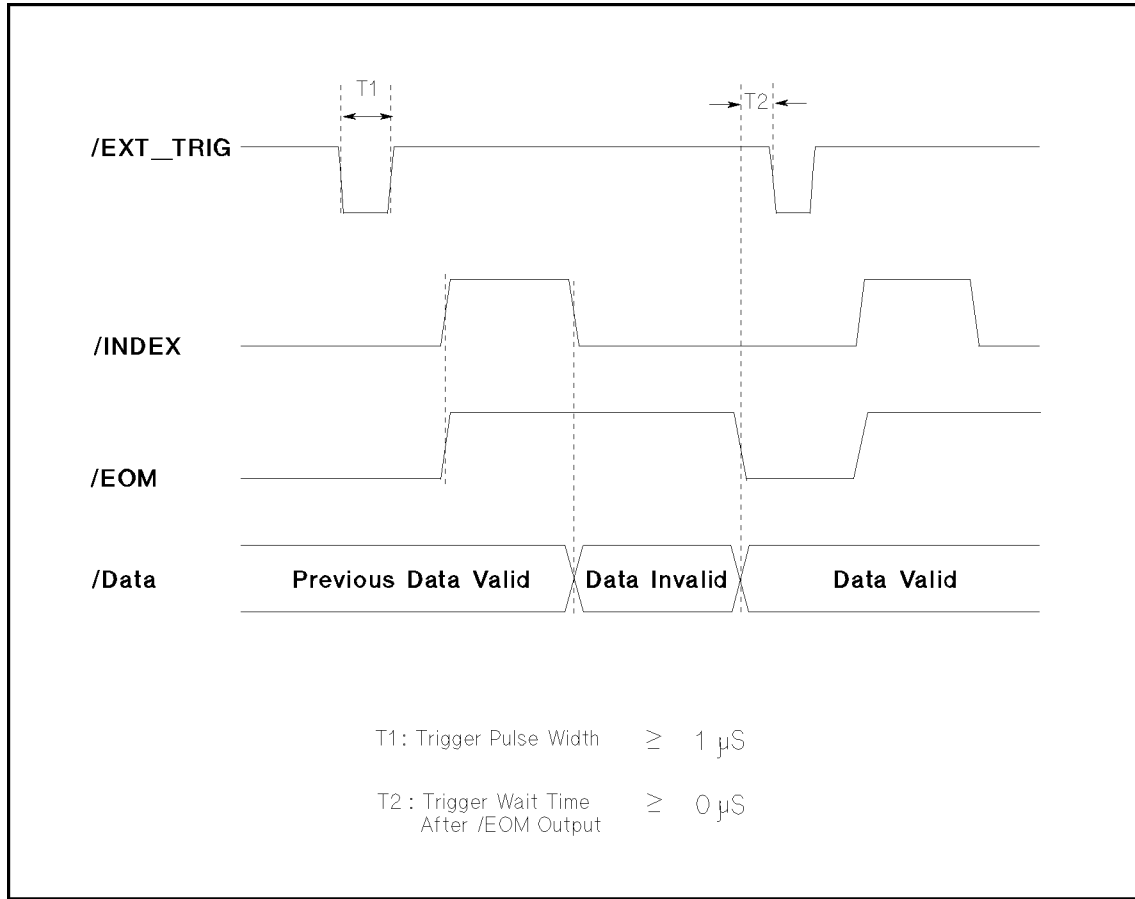 T1
T2
/EXT_TRIG
/INDEX
/EOM
/Data
Previous Data Valid
Data Invalid
Data Valid
T1: Trigger Pulse Width ≥ 1 µS
T2: Trigger Wait Time ≥ 0 µS
After /EOM Output